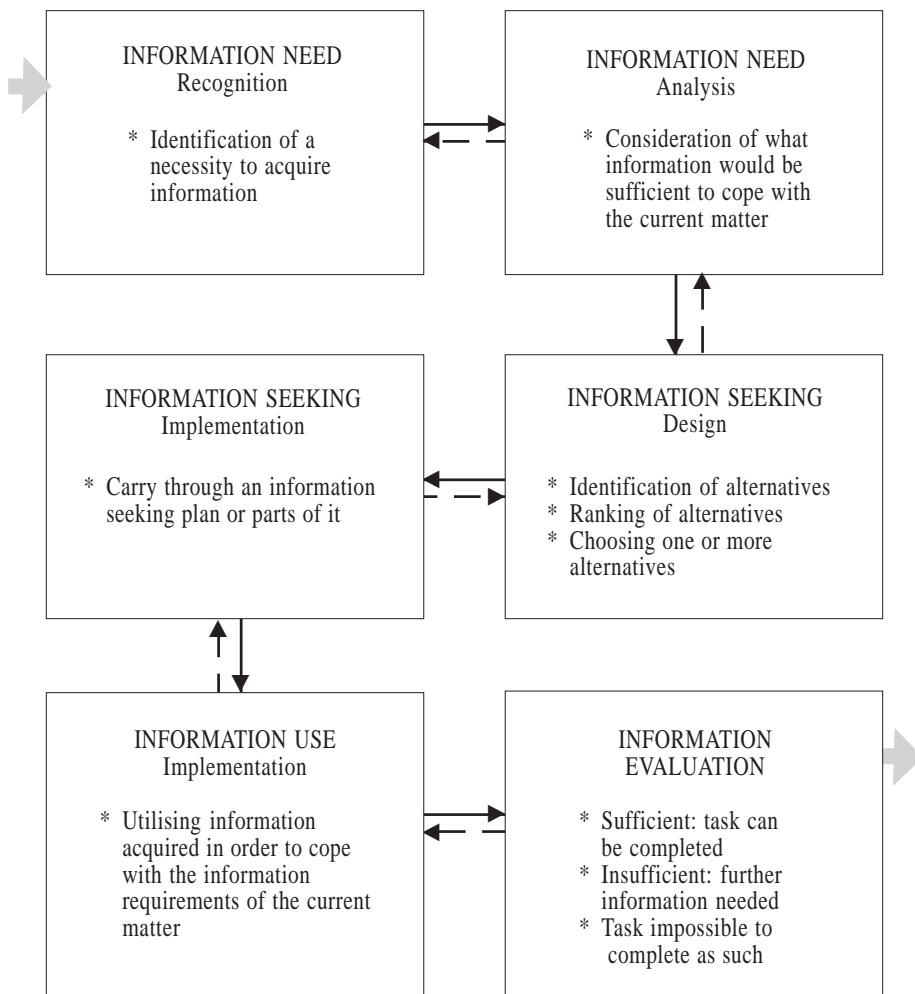 INFORMATION NEED
Recognition
* Identification of a
necessity to acquire
information
INFORMATION NEED
Analysis
* Consideration of what
information would be
sufficient to cope with
the current matter
INFORMATION SEEKING
Implementation
* Carry through an information
seeking plan or parts of it
INFORMATION SEEKING
Design
* Identification of alternatives
* Ranking of alternatives
* Choosing one or more
alternatives
INFORMATION USE
Implementation
* Utilising information
acquired in order to cope
with the information
requirements of the current
matter
INFORMATION
EVALUATION
* Sufficient: task can
be completed
* Insufficient: further
information needed
* Task impossible to
complete as such